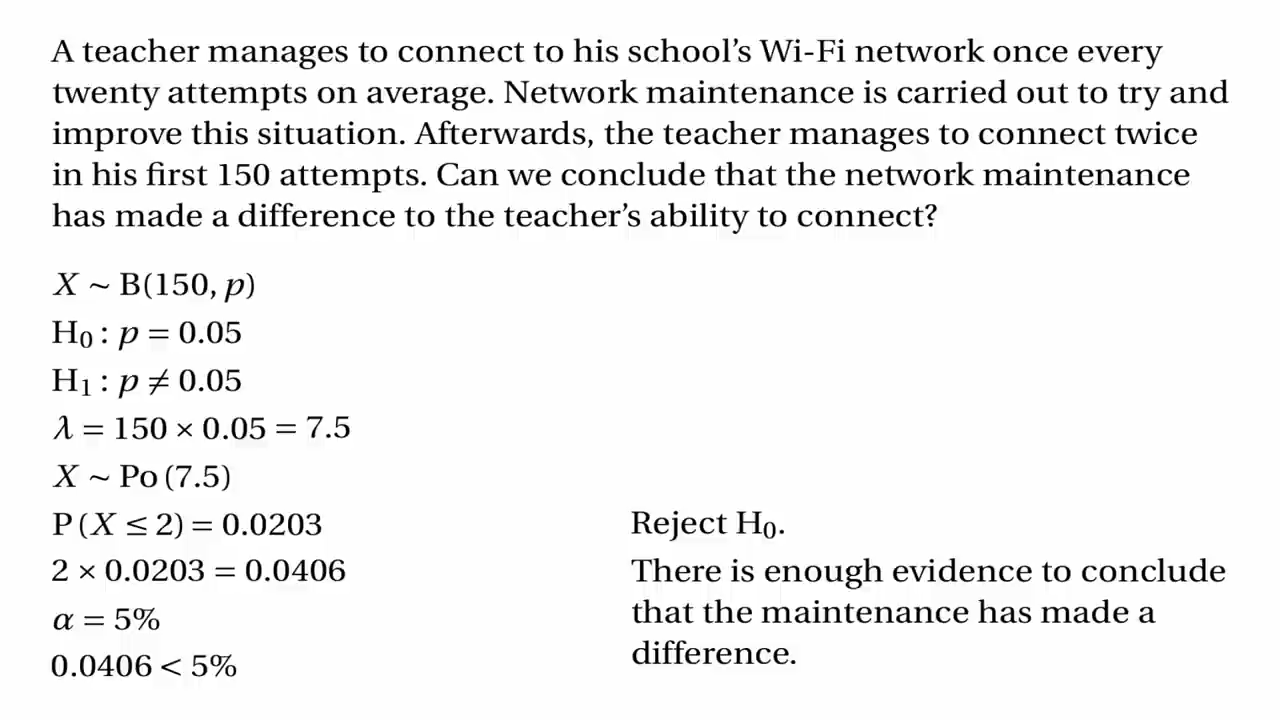 A teacher manages to connect to his school’s Wi-Fi network once every
twenty attempts on average. Network maintenance is carried out to try and
improve this situation. Afterwards, the teacher manages to connect twice
in his first 150 attempts. Can we conclude that the network maintenance
has made a difference to the teacher’s ability to connect?
X ~ B(150, p)
H₀ : p = 0.05
H₁ : p ≠ 0.05
λ = 150 × 0.05 = 7.5
X ~ Po (7.5)
P (X ≤ 2) = 0.0203
2 × 0.0203 = 0.0406
α = 5%
0.0406 < 5%
Reject H₀.
There is enough evidence to conclude
that the maintenance has made a
difference.